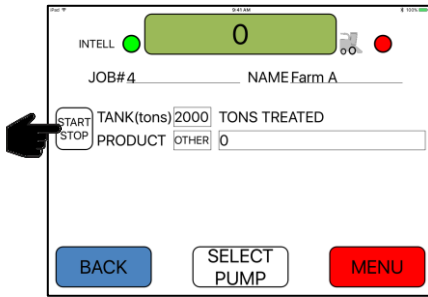 iPad 9:41 AM 100%
INTELL 0
JOB# 4 NAME Farm A
START STOP
TANK(tons) 2000 TONS TREATED
PRODUCT OTHER 0
BACK SELECT PUMP MENU